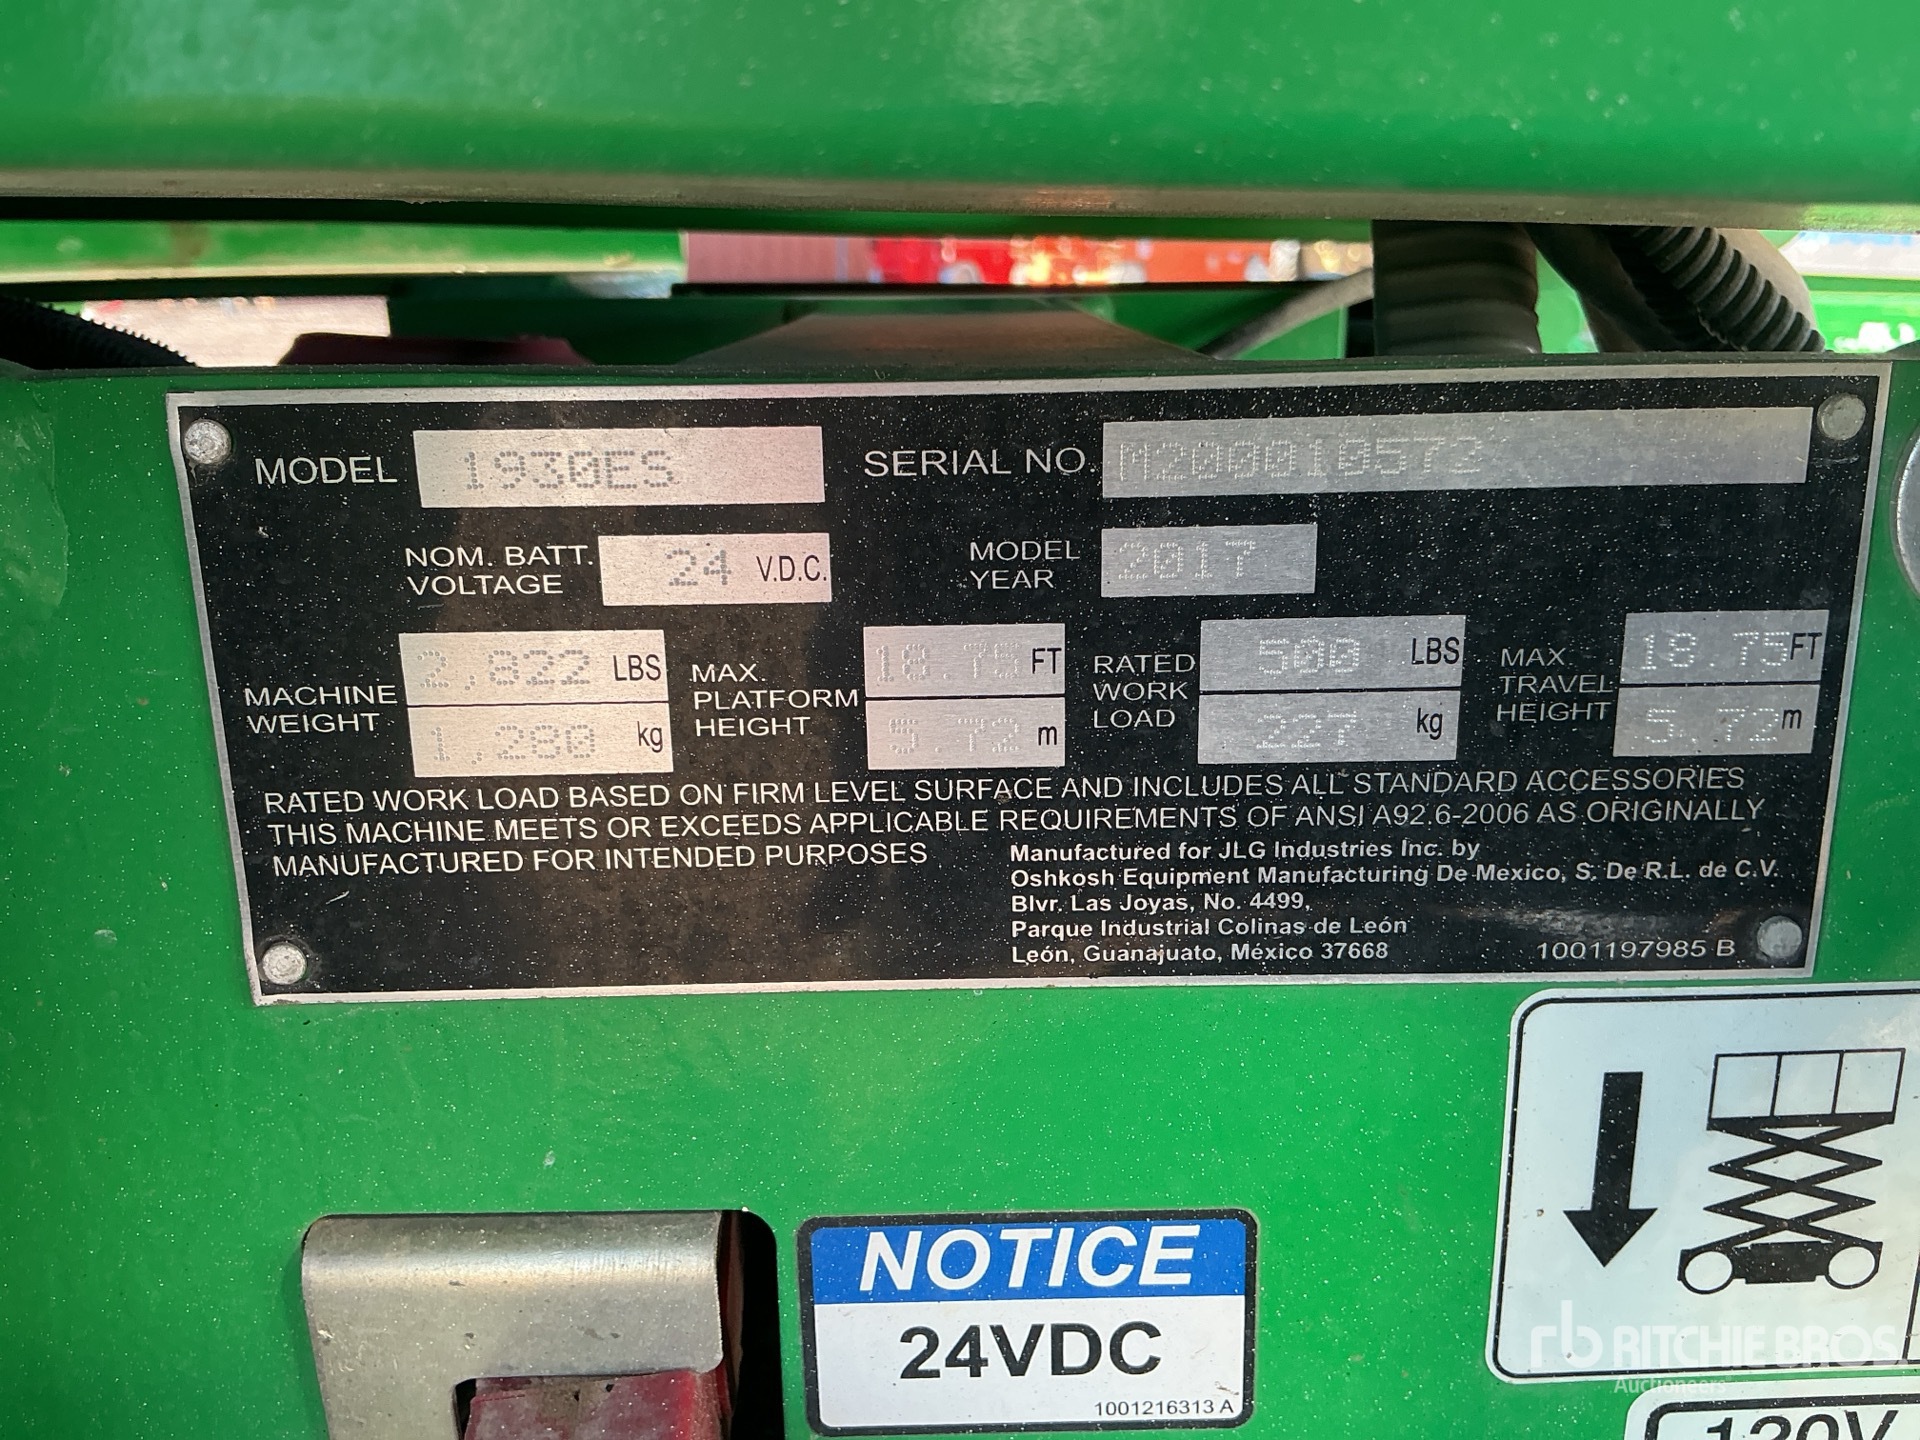 MODEL 1930ES SERIAL NO. M200010572
NOM. BATT. VOLTAGE 24 V.D.C. MODEL YEAR 2017
MACHINE WEIGHT 2,822 LBS 1,280 kg MAX. PLATFORM HEIGHT 18.75 FT 5.72 m RATED WORK LOAD 500 LBS 227 kg MAX TRAVEL HEIGHT 18.75 FT 5.72 m
RATED WORK LOAD BASED ON FIRM LEVEL SURFACE AND INCLUDES ALL STANDARD ACCESSORIES
THIS MACHINE MEETS OR EXCEEDS APPLICABLE REQUIREMENTS OF ANSI A92.6-2006 AS ORIGINALLY
MANUFACTURED FOR INTENDED PURPOSES
Manufactured for JLG Industries Inc. by
Oshkosh Equipment Manufacturing De Mexico, S. De R.L. de C.V.
Blvr. Las Joyas, No. 4499,
Parque Industrial Colinas de León
León, Guanajuato, México 37668
1001197985 B
NOTICE
24VDC
1001216313 A
rb RITCHIE BROS.
Auctioneers
120V